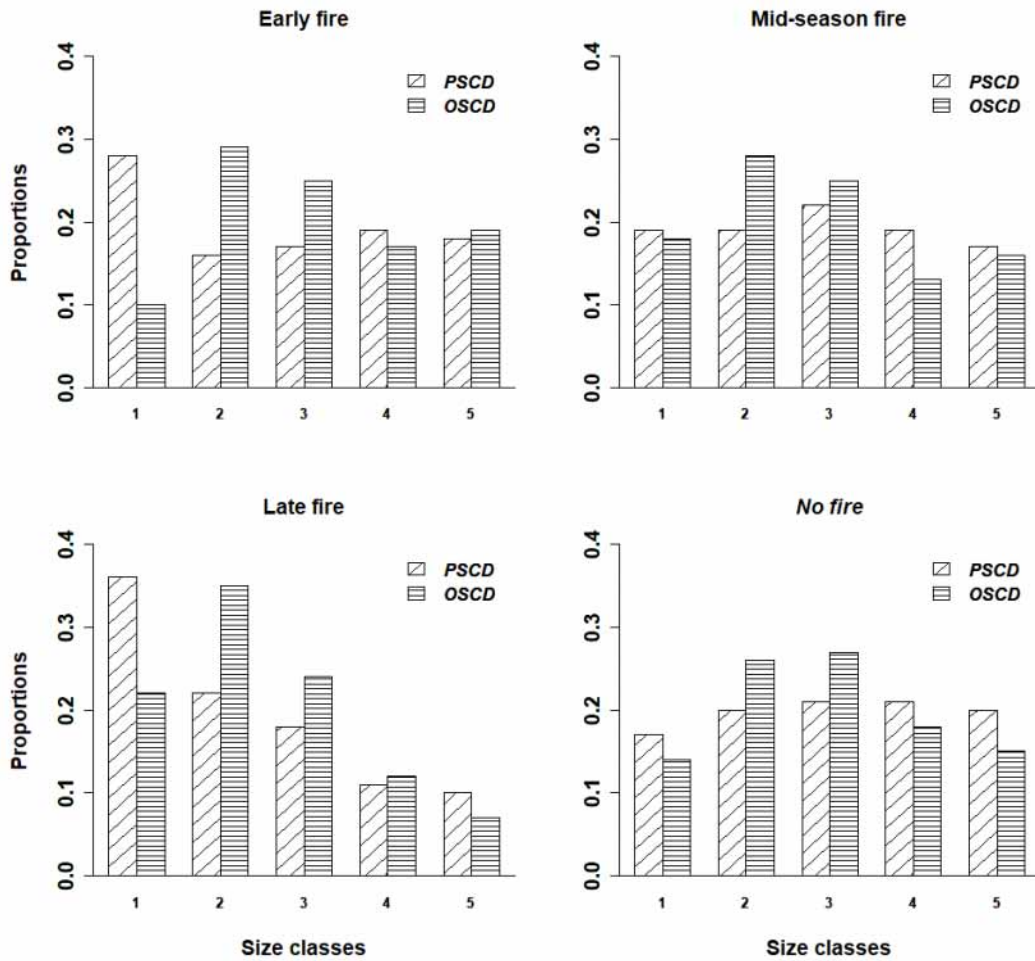 Early fire
Mid-season fire
Proportions
0.0 0.1 0.2 0.3 0.4
PSCD
OSCD
1 2 3 4 5
0.0 0.1 0.2 0.3 0.4
PSCD
OSCD
1 2 3 4 5
Late fire
No fire
Proportions
0.0 0.1 0.2 0.3 0.4
PSCD
OSCD
1 2 3 4 5
Size classes
0.0 0.1 0.2 0.3 0.4
PSCD
OSCD
1 2 3 4 5
Size classes